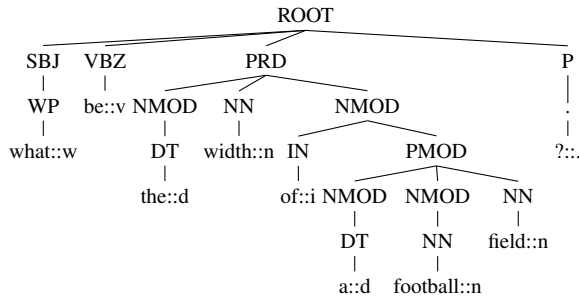 ROOT
SBJ VBZ PRD P
WP be::v NMOD NN NMOD .
what::w DT width::n IN PMOD ?::.
the::d of::i NMOD NMOD NN
DT NN field::n
a::d football::n